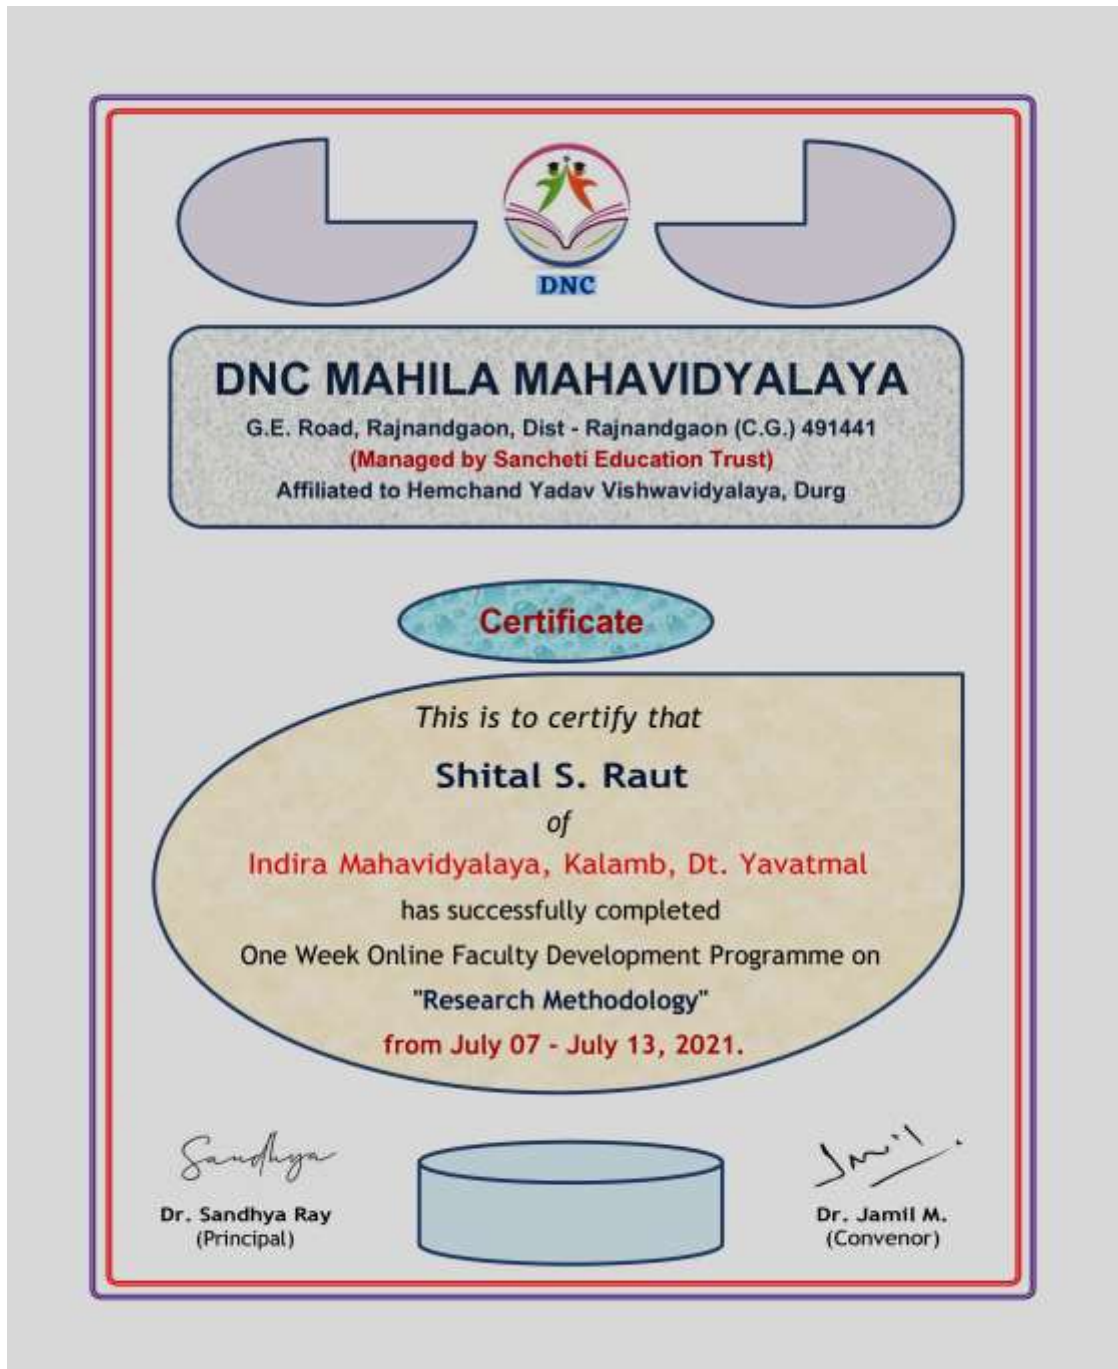 DNC
DNC MAHILA MAHAVIDYALAYA
G.E. Road, Rajnandgaon, Dist - Rajnandgaon (C.G.) 491441
(Managed by Sancheti Education Trust)
Affiliated to Hemchand Yadav Vishwavidyalaya, Durg
Certificate
This is to certify that
Shital S. Raut
of
Indira Mahavidyalaya, Kalamb, Dt. Yavatmal
has successfully completed
One Week Online Faculty Development Programme on
"Research Methodology"
from July 07 - July 13, 2021.
Sandhya
Jamil
Dr. Sandhya Ray
(Principal)
Dr. Jamil M.
(Convenor)